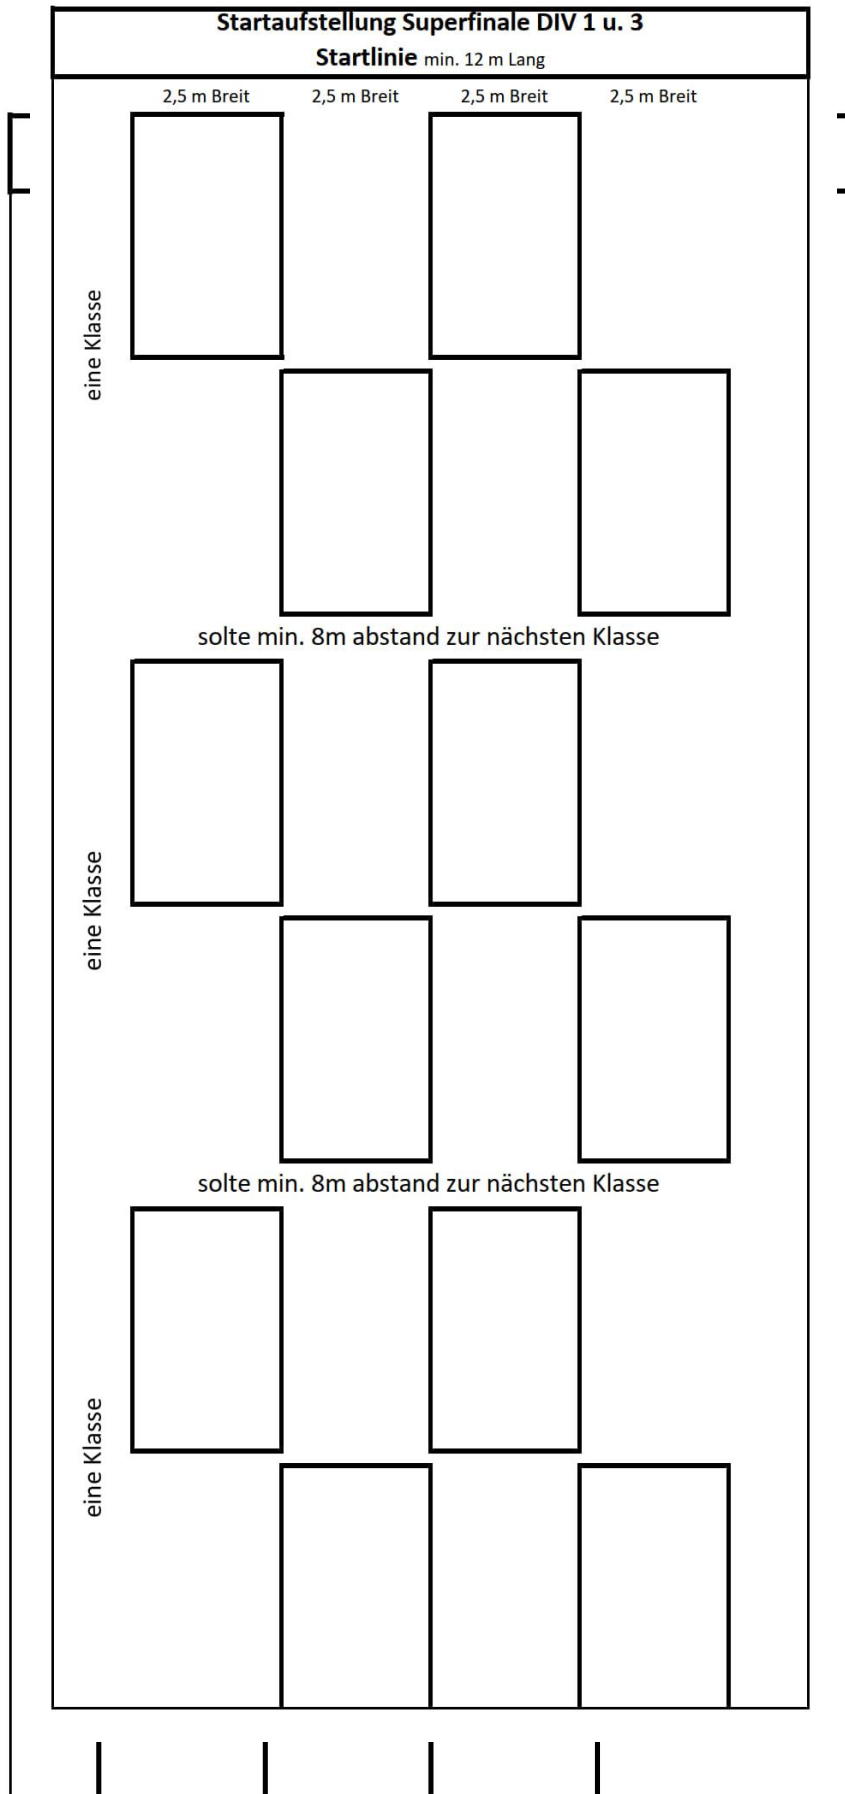 Startaufstellung Superfinale DIV 1 u. 3
Startlinie min. 12 m Lang
2,5 m Breit 2,5 m Breit 2,5 m Breit 2,5 m Breit
eine Klasse
solte min. 8m abstand zur nächsten Klasse
eine Klasse
solte min. 8m abstand zur nächsten Klasse
eine Klasse